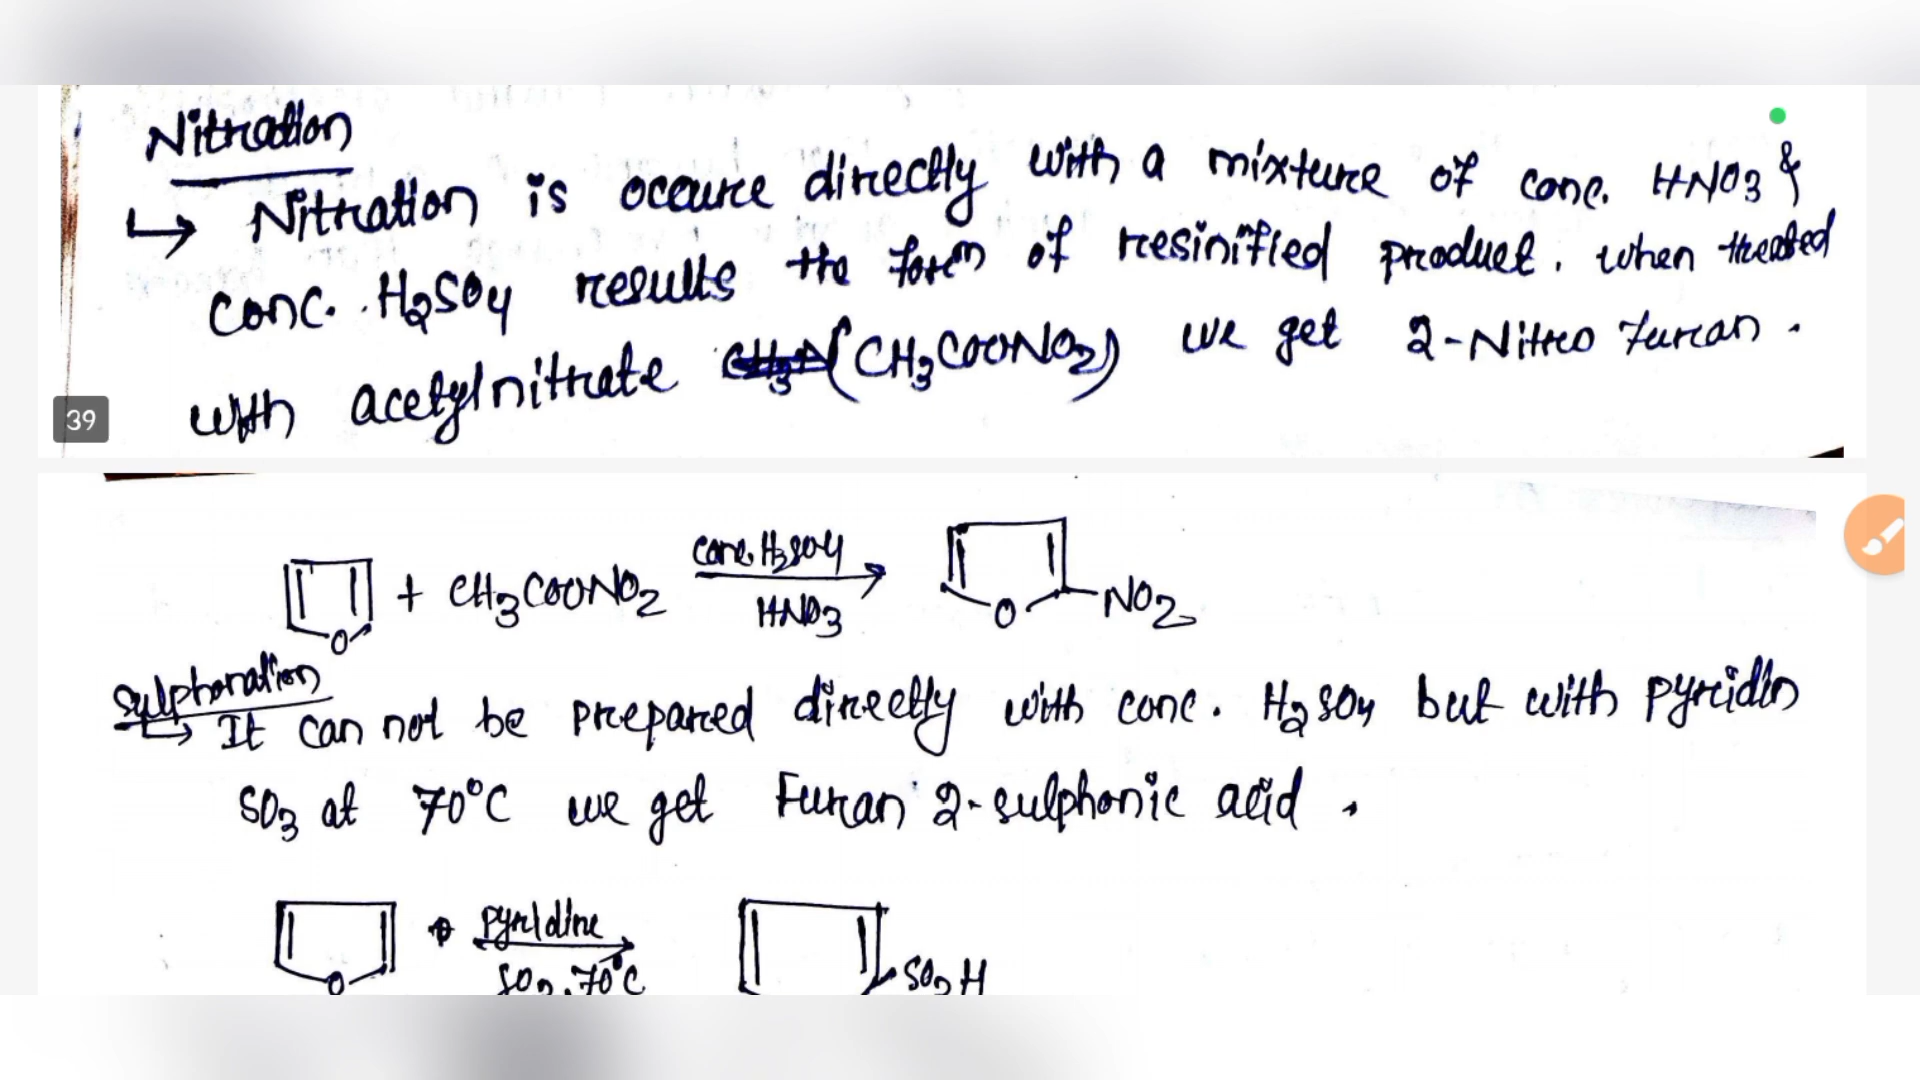 Nitration
↳ Nitration is occure directly with a mixture of conc. HNO3 &
conc. H2SO4 results the form of resinified product. when treated
with acetylnitrate (CH3COONO2) we get 2-Nitro furan.
39
O + CH3COONO2 conc. H2SO4 HNO3 O NO2
Sulphonation
↳ It can not be prepared directly with conc. H2SO4 but with pyridin
SO3 at 70°C we get Furan 2-sulphonic acid.
O pyridine SO3, 70°C SO3H